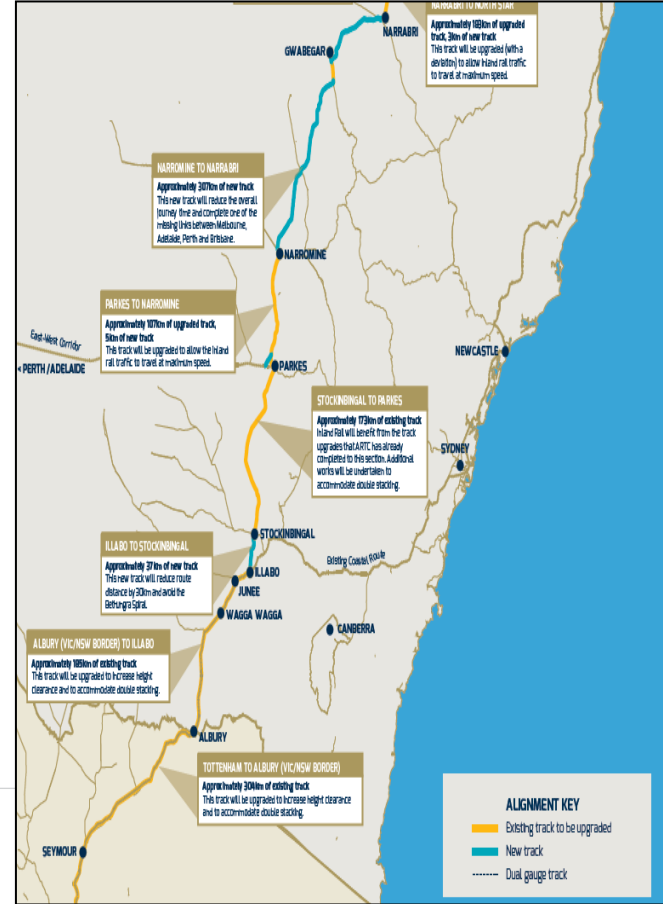 NARRABRI TO NORTH STAR
Approximately 183km of upgraded
track, 3km of new track
This track will be upgraded (with a
deviation) to allow inland rail traffic
to travel at maximum speed.
NARRABRI
GWABEGAR
NARROMINE TO NARRABRI
Approximately 307km of new track
This new track will reduce the overall
journey time and complete one of the
missing links between Melbourne,
Adelaide, Perth and Brisbane.
NARROMINE
PARKES TO NARROMINE
Approximately 107km of upgraded track,
5km of new track
This track will be upgraded to allow the inland
rail traffic to travel at maximum speed.
East-West Corridor
PERTH/ADELAIDE
PARKES
NEWCASTLE
STOCKINBINGAL TO PARKES
Approximately 173km of existing track
Inland Rail will benefit from the track
upgrades that ARTC has already
completed to this section. Additional
works will be undertaken to
accommodate double stacking.
SYDNEY
STOCKINBINGAL
ILLABO TO STOCKINBINGAL
Approximately 37km of new track
This new track will reduce route
distance by 30km and avoid the
Bethungra Spiral.
Existing Coastal Route
ILLABO
JUNEE
WAGGA WAGGA
CANBERRA
ALBURY (VIC/NSW BORDER) TO ILLABO
Approximately 185km of existing track
This track will be upgraded to increase height
clearance and to accommodate double stacking.
ALBURY
TOTTENHAM TO ALBURY (VIC/NSW BORDER)
Approximately 304km of existing track
This track will be upgraded to increase height clearance
and to accommodate double stacking.
SEYMOUR
ALIGNMENT KEY
Existing track to be upgraded
New track
Dual gauge track